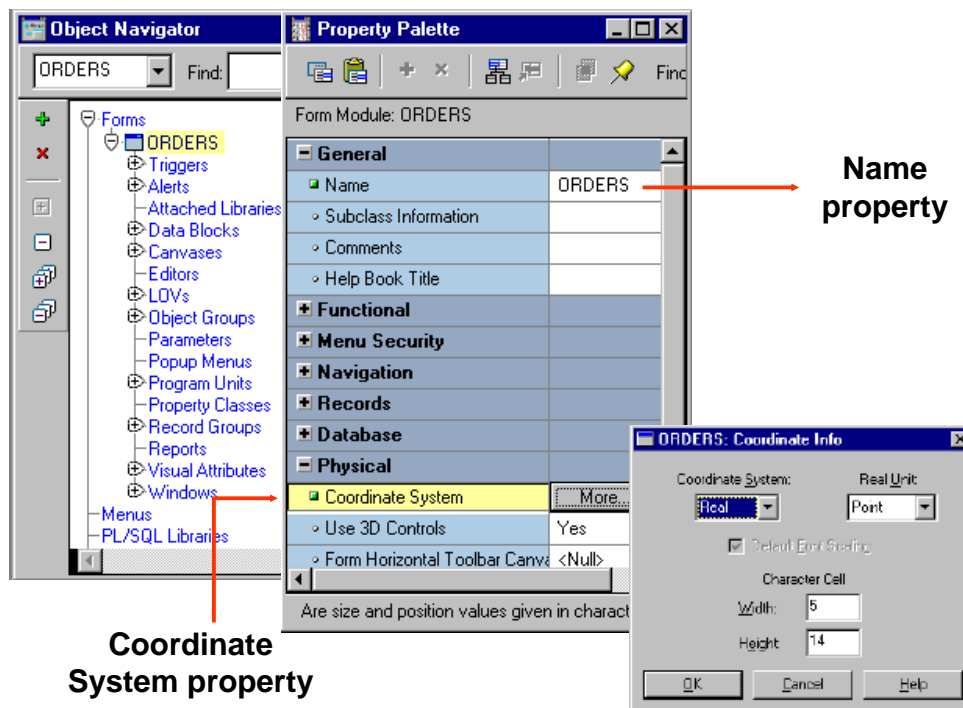 Object Navigator
ORDERS
Find:
Forms
ORDERS
Triggers
Alerts
Attached Libraries
Data Blocks
Canvases
Editors
LOVs
Object Groups
Parameters
Popup Menus
Program Units
Property Classes
Record Groups
Reports
Visual Attributes
Windows
Menus
PL/SQL Libraries
Property Palette
Find
Form Module: ORDERS
General
Name ORDERS
Subclass Information
Comments
Help Book Title
Functional
Menu Security
Navigation
Records
Database
Physical
Coordinate System More...
Use 3D Controls Yes
Form Horizontal Toolbar Canva <Null>
Are size and position values given in charact
Name
property
ORDERS: Coordinate Info
Coordinate System: Real Unit:
Real Point
Default Font Scaling
Character Cell
Width: 5
Height: 14
OK Cancel Help
Coordinate
System property